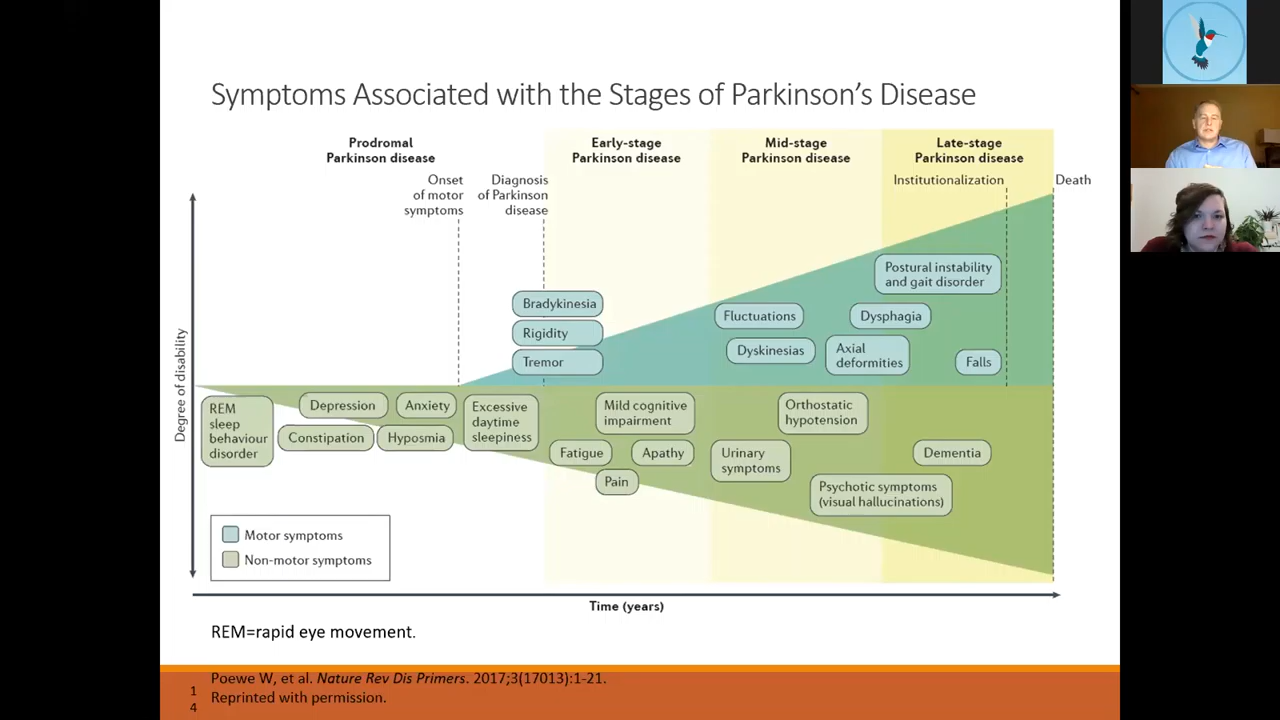 Symptoms Associated with the Stages of Parkinson's Disease
Prodromal
Parkinson disease
Early-stage
Parkinson disease
Mid-stage
Parkinson disease
Late-stage
Parkinson disease
Onset
of motor
symptoms
Diagnosis
of Parkinson
disease
Institutionalization
Death
Degree of disability
Postural instability
and gait disorder
Bradykinesia
Rigidity
Tremor
Fluctuations
Dysphagia
Dyskinesias
Axial
deformities
Falls
REM
sleep
behaviour
disorder
Depression
Anxiety
Constipation
Hyposmia
Excessive
daytime
sleepiness
Mild cognitive
impairment
Orthostatic
hypotension
Fatigue
Apathy
Pain
Urinary
symptoms
Dementia
Psychotic symptoms
(visual hallucinations)
Motor symptoms
Non-motor symptoms
Time (years)
REM=rapid eye movement.
Poewe W, et al. Nature Rev Dis Primers. 2017;3(17013):1-21.
Reprinted with permission.
1
4